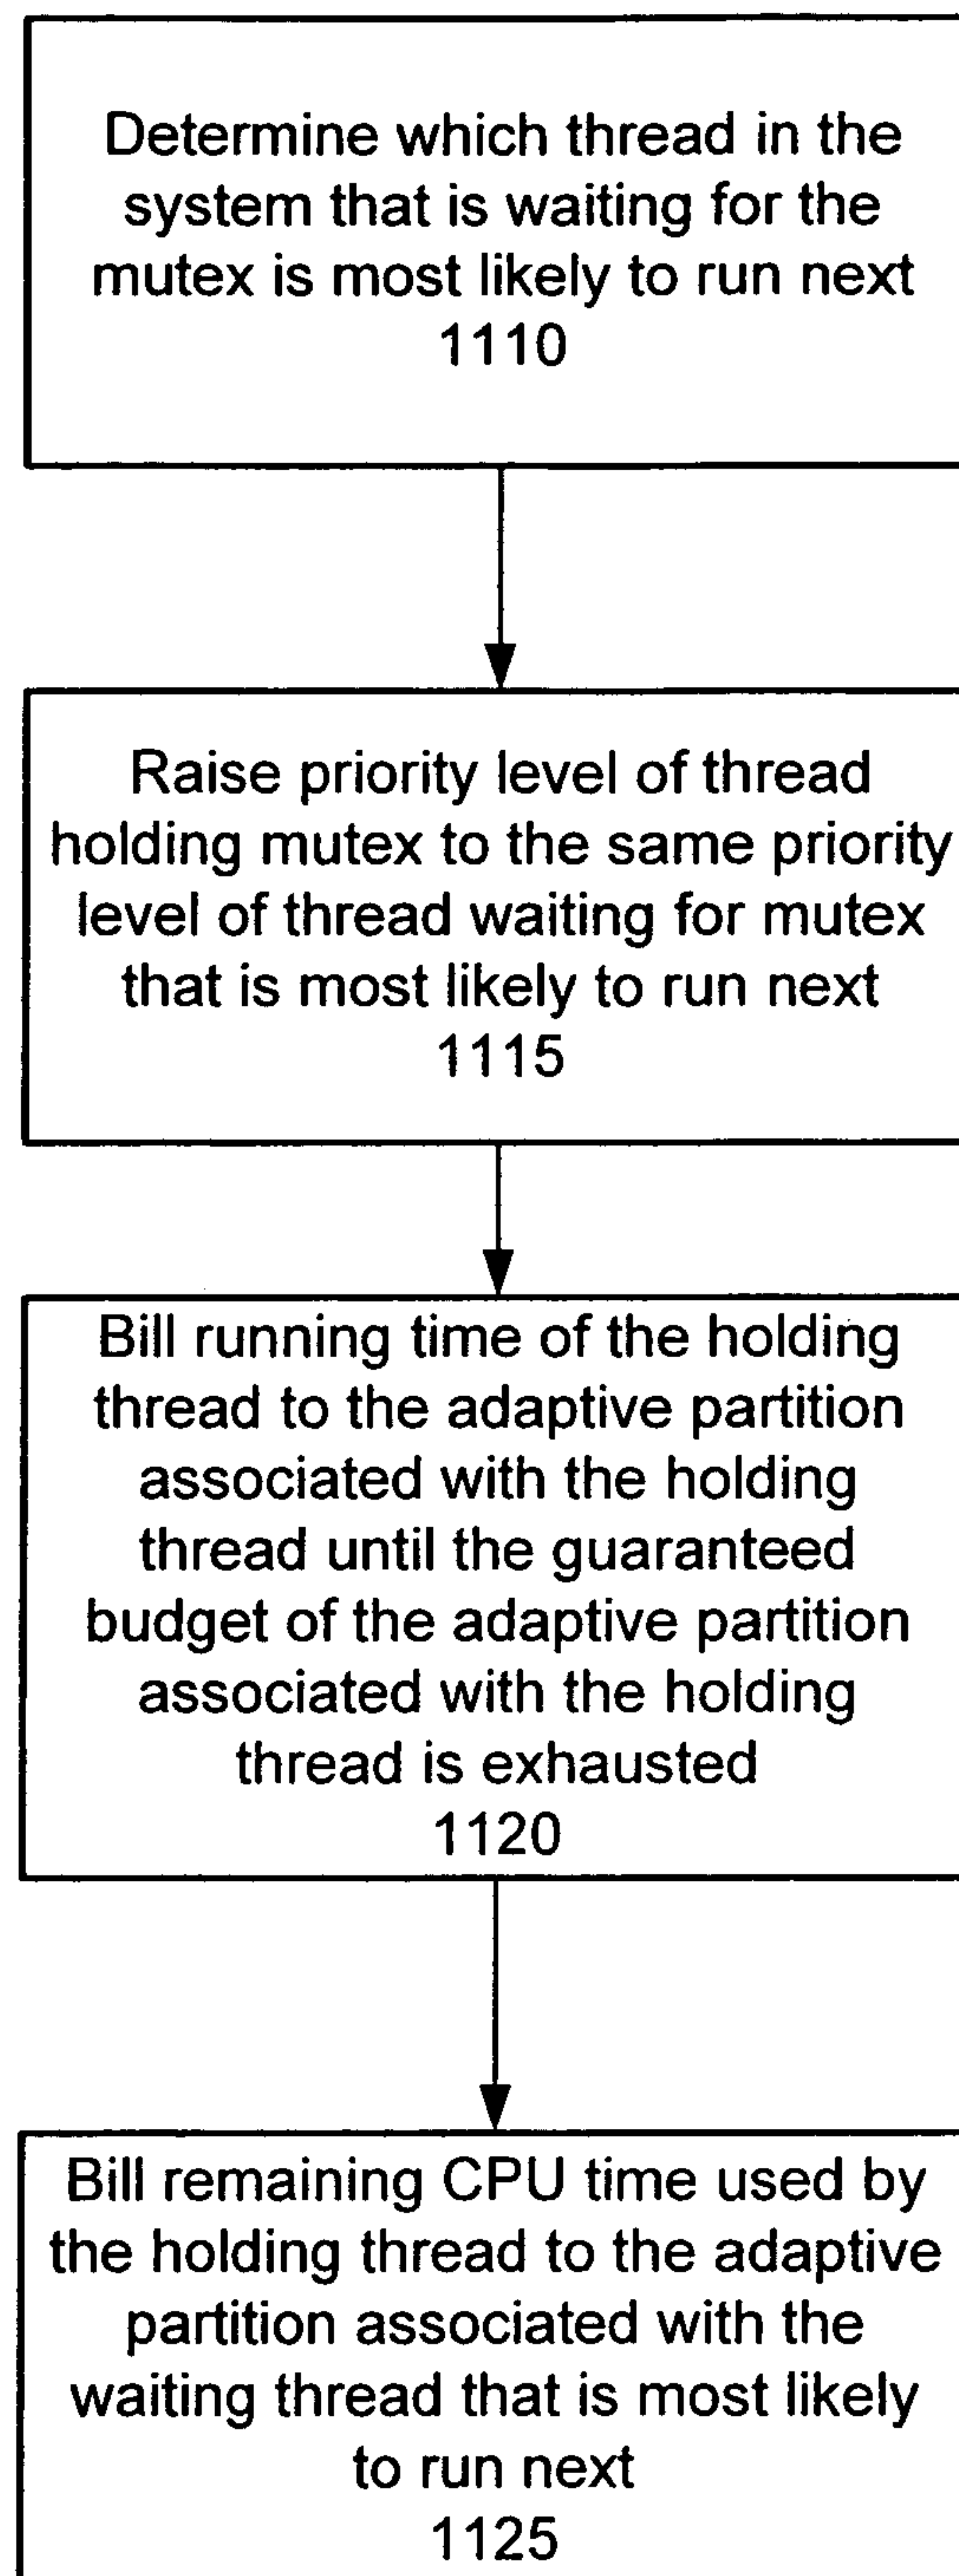 Determine which thread in the
system that is waiting for the
mutex is most likely to run next
1110
Raise priority level of thread
holding mutex to the same priority
level of thread waiting for mutex
that is most likely to run next
1115
Bill running time of the holding
thread to the adaptive partition
associated with the holding
thread until the guaranteed
budget of the adaptive partition
associated with the holding
thread is exhausted
1120
Bill remaining CPU time used by
the holding thread to the adaptive
partition associated with the
waiting thread that is most likely
to run next
1125